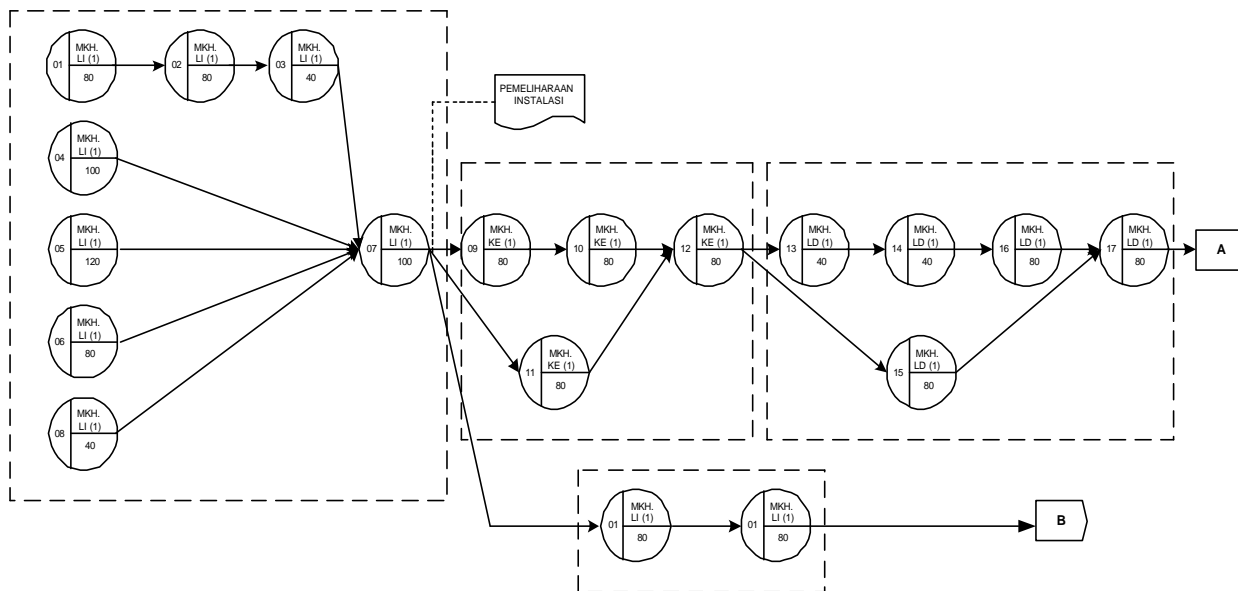 01
MKH.
LI (1)
80
02
MKH.
LI (1)
80
03
MKH.
LI (1)
40
PEMELIHARAAN
INSTALASI
04
MKH.
LI (1)
100
05
MKH.
LI (1)
120
07
MKH.
LI (1)
100
09
MKH.
KE (1)
80
10
MKH.
KE (1)
80
12
MKH.
KE (1)
80
13
MKH.
LD (1)
40
14
MKH.
LD (1)
40
16
MKH.
LD (1)
80
17
MKH.
LD (1)
80
A
06
MKH.
LI (1)
80
11
MKH.
KE (1)
80
15
MKH.
LD (1)
80
08
MKH.
LI (1)
40
01
MKH.
LI (1)
80
01
MKH.
LI (1)
80
B